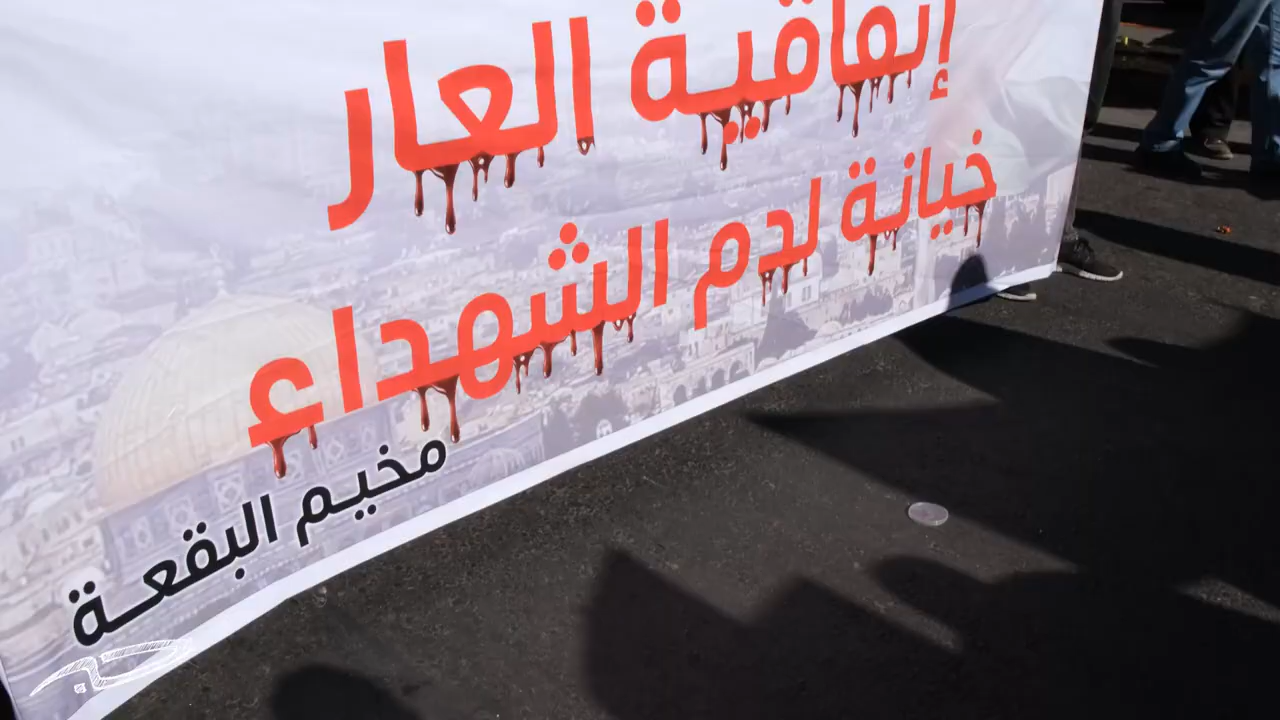 إتفاقية العار
خيانة لدم الشهداء
مخيم البقعة